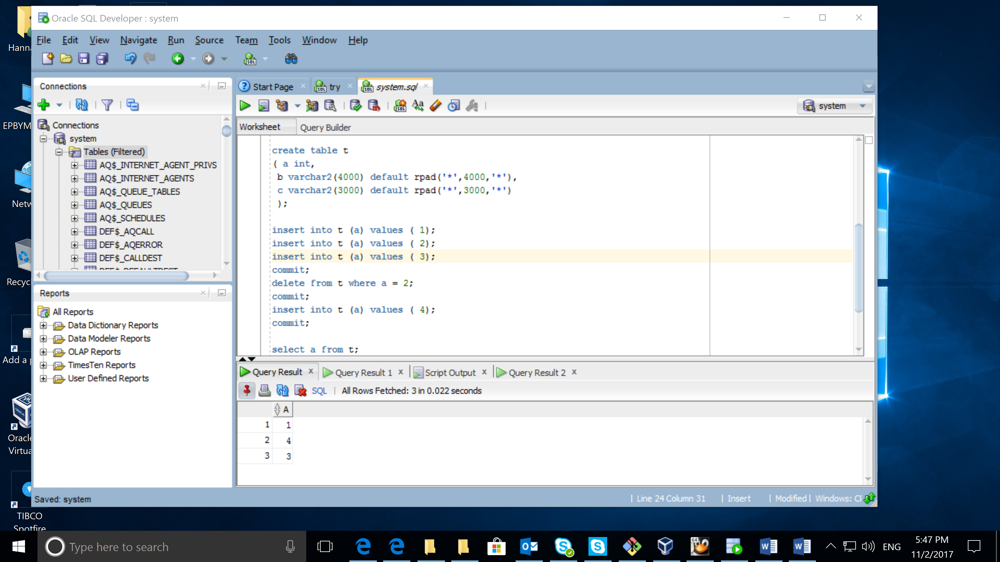 Oracle SQL Developer : system
File Edit View Navigate Run Source Team Tools Window Help
Connections
Connections
system
Tables (Filtered)
AQ$_INTERNET_AGENT_PRIVS
AQ$_INTERNET_AGENTS
AQ$_QUEUE_TABLES
AQ$_QUEUES
AQ$_SCHEDULES
DEF$_AQCALL
DEF$_AQERROR
DEF$_CALLDEST
Reports
All Reports
Data Dictionary Reports
Data Modeler Reports
OLAP Reports
TimesTen Reports
User Defined Reports
Start Page try system.sql
system
Worksheet Query Builder
create table t
( a int,
b varchar2(4000) default rpad('*',4000,'*'),
c varchar2(3000) default rpad('*',3000,'*')
);
insert into t (a) values ( 1);
insert into t (a) values ( 2);
insert into t (a) values ( 3);
commit;
delete from t where a = 2;
commit;
insert into t (a) values ( 4);
commit;
select a from t;
Query Result Query Result 1 Script Output Query Result 2
SQL All Rows Fetched: 3 in 0.022 seconds
A
1 1
2 4
3 3
Saved: system
Line 24 Column 31 Insert Modified Windows:
Hann
EPBYM
Netw
Recyc
Add a
Oracle
Virtua
TIBCO
Spotfire
Type here to search
ENG
5:47 PM
11/2/2017